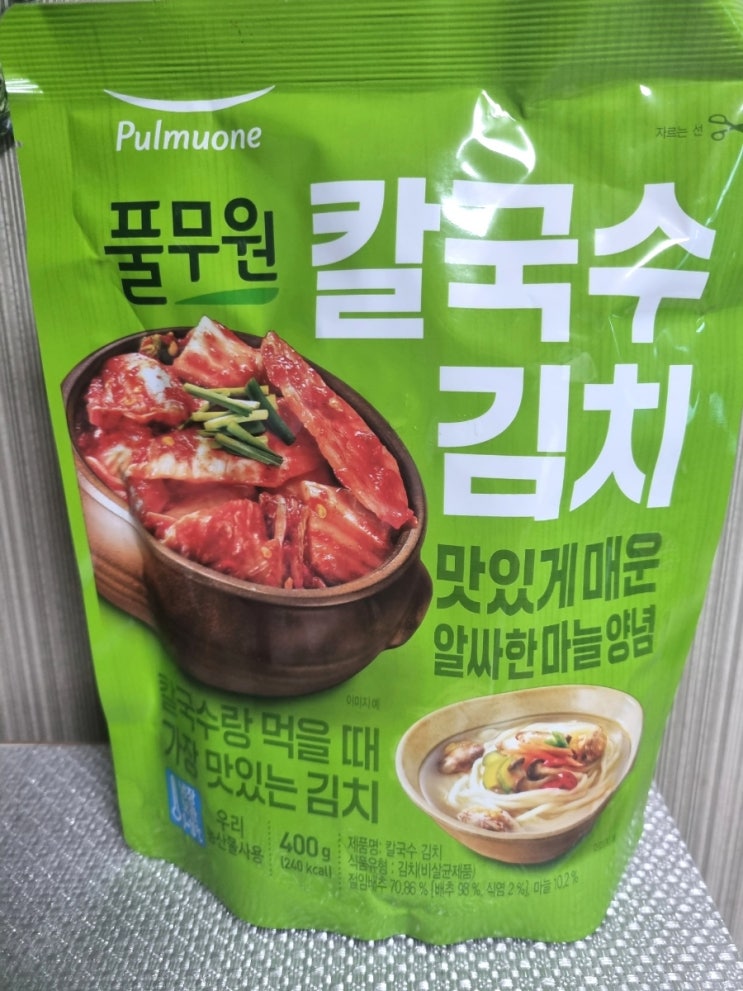 Pulmuone
자르는 선
풀무원
칼국수
김치
맛있게 매운
알싸한 마늘 양념
이미지 예
칼국수랑 먹을 때
가장 맛있는 김치
우리
농산물사용
400g
(240 kcal)
제품명: 칼국수 김치
식품유형 : 김치(비살균제품)
절임배추 70.86 % [배추 98 %, 식염 2 %], 마늘 10.2 %